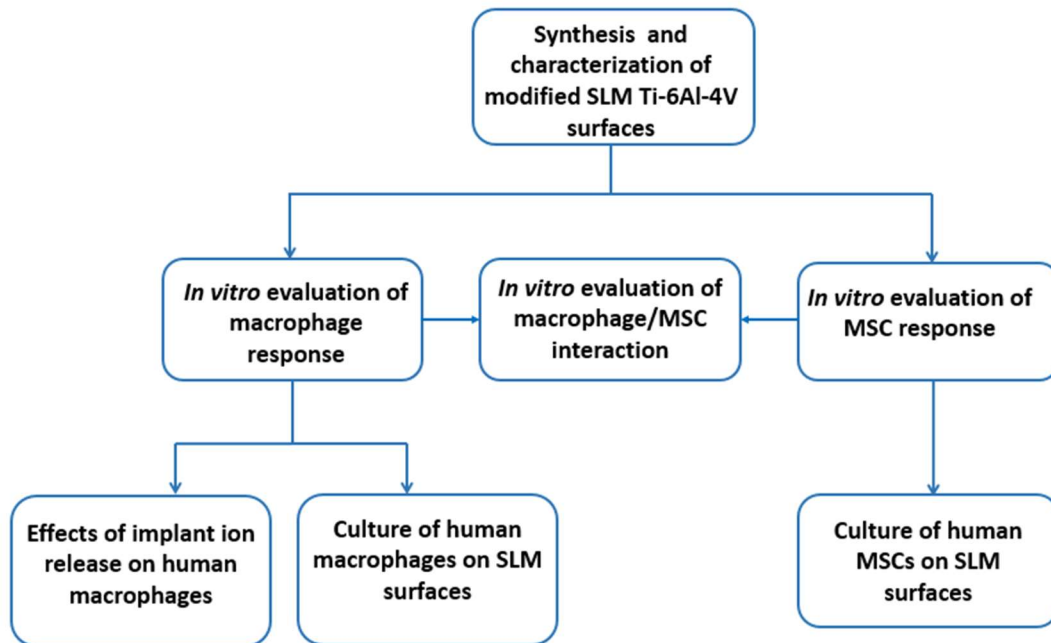 Synthesis and
characterization of
modified SLM Ti-6Al-4V
surfaces
In vitro evaluation of
macrophage
response
In vitro evaluation of
macrophage/MSC
interaction
In vitro evaluation of
MSC response
Effects of implant ion
release on human
macrophages
Culture of human
macrophages on SLM
surfaces
Culture of human
MSCs on SLM
surfaces